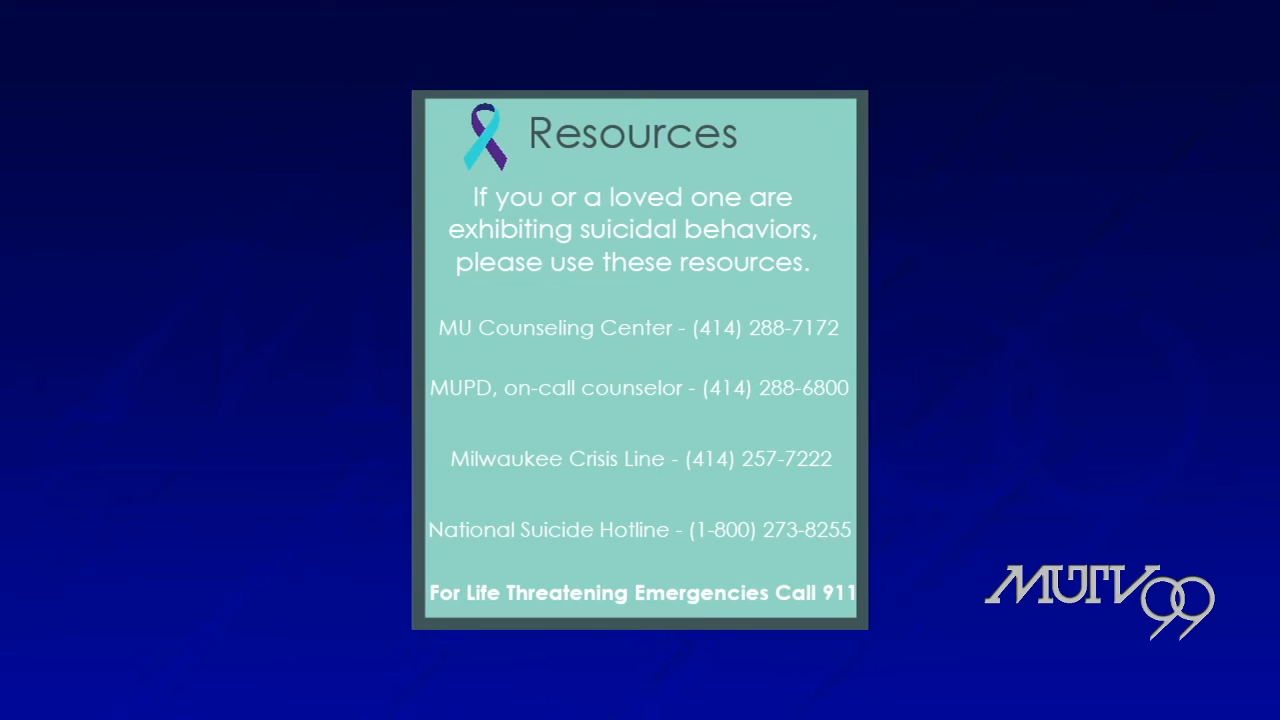 Resources
If you or a loved one are
exhibiting suicidal behaviors,
please use these resources.
MU Counseling Center - (414) 288-7172
MUPD, on-call counselor - (414) 288-6800
Milwaukee Crisis Line - (414) 257-7222
National Suicide Hotline - (1-800) 273-8255
For Life Threatening Emergencies Call 911
MUTV99